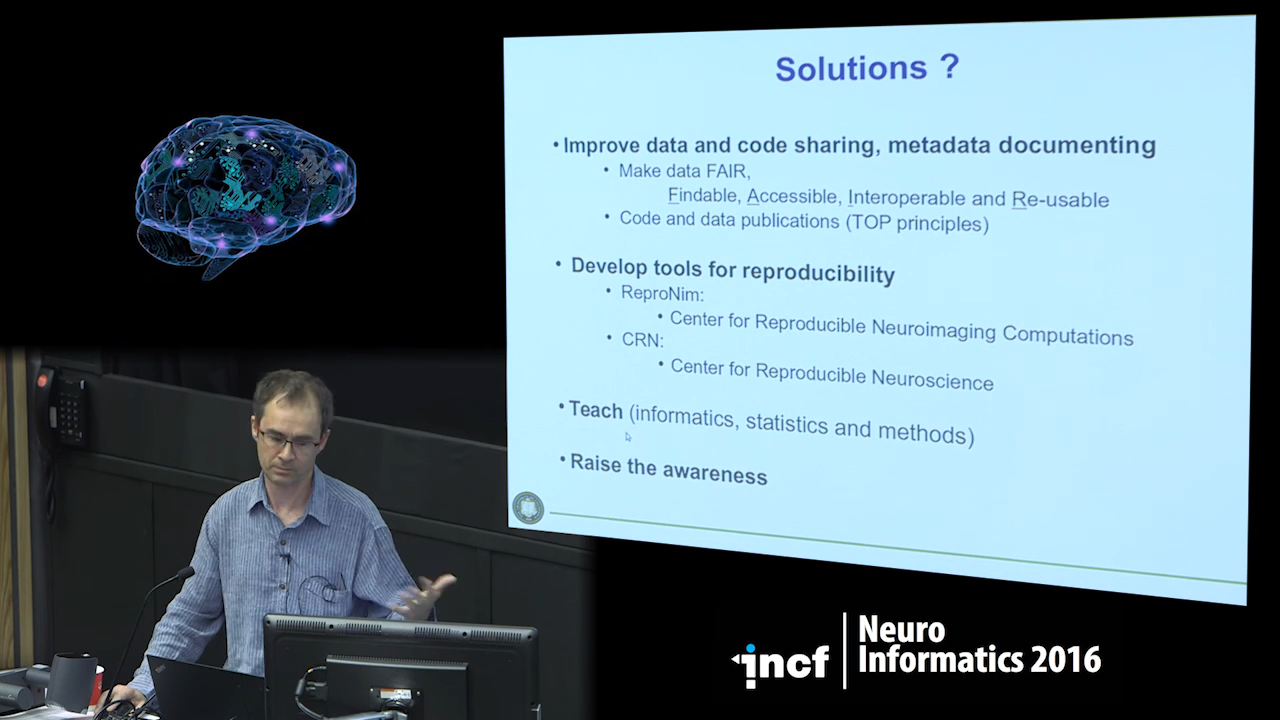 Solutions ?
• Improve data and code sharing, metadata documenting
• Make data FAIR,
Findable, Accessible, Interoperable and Re-usable
• Code and data publications (TOP principles)
• Develop tools for reproducibility
• ReproNim:
• Center for Reproducible Neuroimaging Computations
• CRN:
• Center for Reproducible Neuroscience
• Teach (informatics, statistics and methods)
• Raise the awareness
incf
Neuro
Informatics 2016